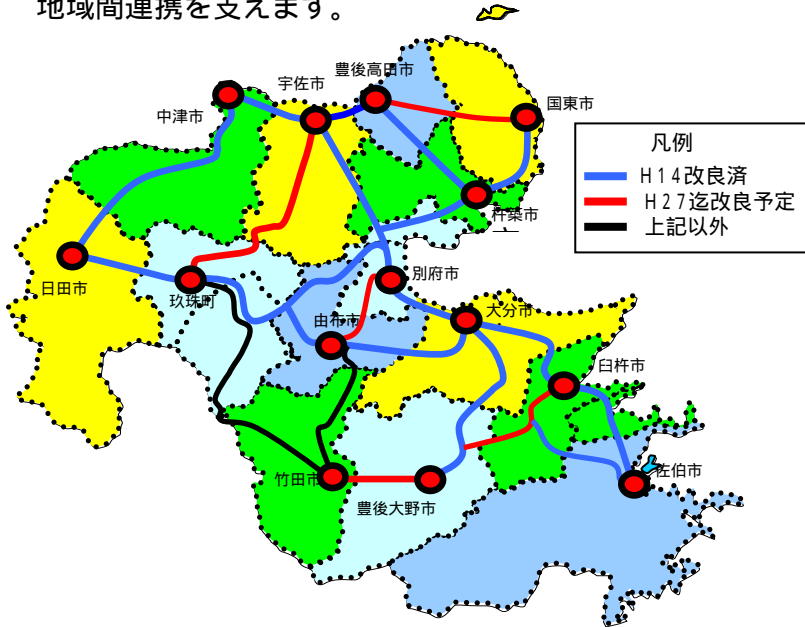 地域間連携を支えます。
豊後高田市
宇佐市
中津市
国東市
凡例
H14改良済
H27迄改良予定
上記以外
杵築市
別府市
日田市
玖珠町
由布市
大分市
臼杵市
佐伯市
竹田市
豊後大野市